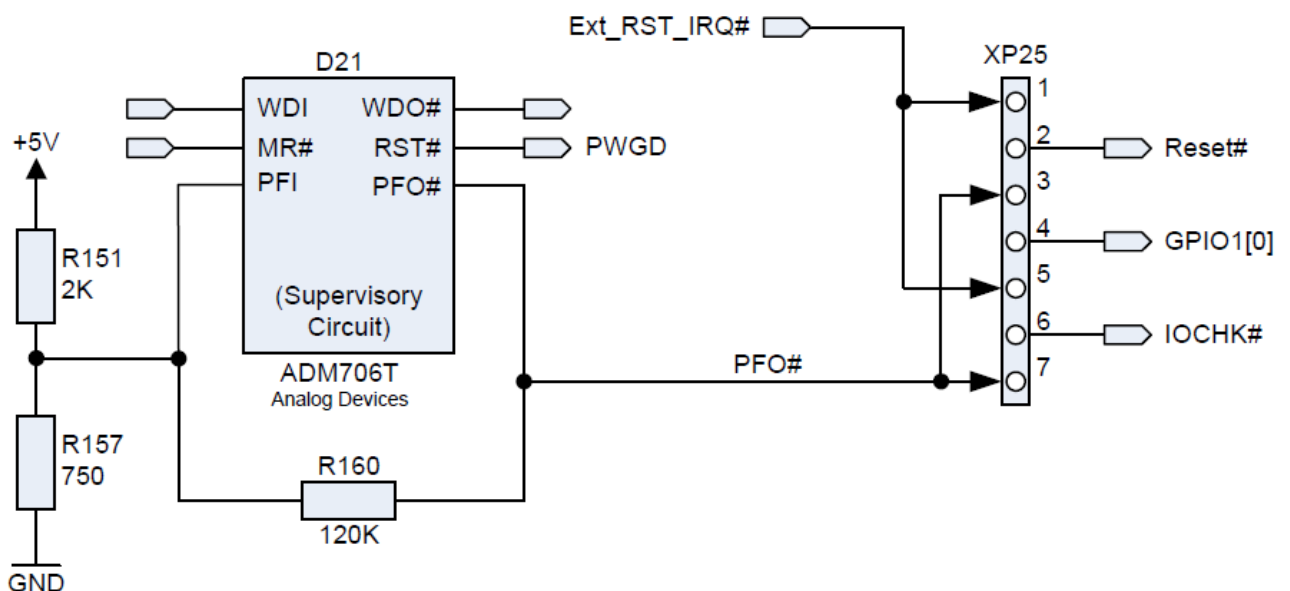 Ext_RST_IRQ#
D21
XP25
WDI
WDO#
1
+5V
MR#
RST#
PWGD
2
Reset#
PFI
PFO#
3
4
GPIO1[0]
R151
2K
(Supervisory
Circuit)
5
6
IOCHK#
ADM706T
Analog Devices
PFO#
7
R157
750
R160
120K
GND